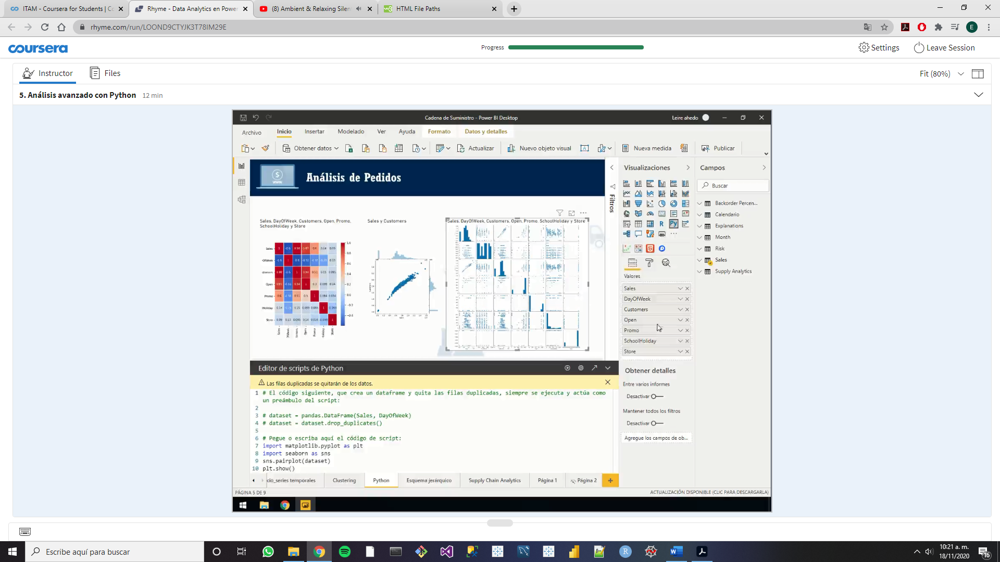 ITAM - Coursera for Students | Co
Rhyme - Data Analytics en Power
(8) Ambient & Relaxing Silen
HTML File Paths
rhyme.com/run/LOOND9CTYJK3T78IM29E
E
coursera
Progress
Settings
Leave Session
Instructor
Files
Fit (80%)
5. Análisis avanzado con Python 12 min
Cadena de Suministro - Power BI Desktop
Leire ahedo
Archivo
Inicio
Insertar
Modelado
Ver
Ayuda
Formato
Datos y detalles
Obtener datos
Actualizar
Nuevo objeto visual
Nueva medida
Publicar
$
www
Análisis de Pedidos
Filtros
Visualizaciones
Campos
Buscar
R
Py
Backorder Percen...
Calendario
Explanations
Month
Risk
Sales
Supply Analytics
Sales, DayOfWeek, Customers, Open, Promo,
SchoolHoliday y Store
Sales y Customers
Sales, DayOfWeek, Customers, Open, Promo, SchoolHoliday y Store
Valores
Sales
DayOfWeek
Customers
Open
Promo
SchoolHoliday
Store
Obtener detalles
Entre varios informes
Desactivar
Mantener todos los filtros
Desactivar
Agregue los campos de ob...
Editor de scripts de Python
Las filas duplicadas se quitarán de los datos.
1 # El código siguiente, que crea un dataframe y quita las filas duplicadas, siempre se ejecuta y actúa como
un preámbulo del script:
2
3 # dataset = pandas.DataFrame(Sales, DayOfWeek)
4 # dataset = dataset.drop_duplicates()
5
6 # Pegue o escriba aquí el código de script:
7 import matplotlib.pyplot as plt
8 import seaborn as sns
9 sns.pairplot(dataset)
10 plt.show()
cio_series temporales
Clustering
Python
Esquema jerárquico
Supply Chain Analytics
Página 1
Página 2
+
PÁGINA 5 DE 9
ACTUALIZACIÓN DISPONIBLE (CLIC PARA DESCARGARLA)
Escribe aquí para buscar
10:21 a. m.
18/11/2020
16